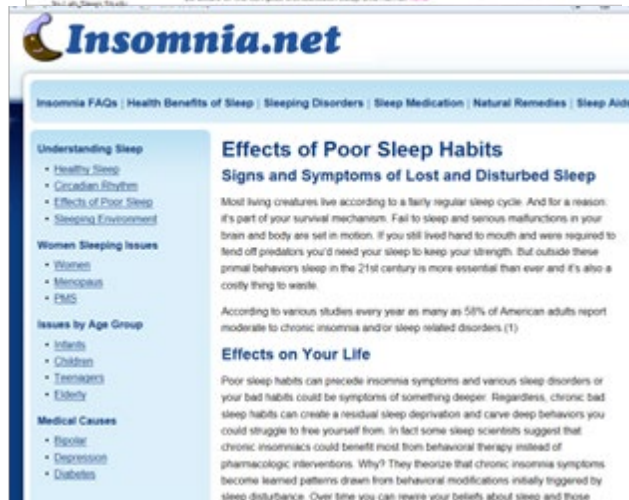 In Lab Sleep Study
Insomnia.net
Insomnia FAQs | Health Benefits of Sleep | Sleeping Disorders | Sleep Medication | Natural Remedies | Sleep Aids
Understanding Sleep
• Healthy Sleep
• Circadian Rhythm
• Effects of Poor Sleep
• Sleeping Environment
Women Sleeping Issues
• Women
• Menopaus
• PMS
Issues by Age Group
• Infants
• Children
• Teenagers
• Elderly
Medical Causes
• Bipolar
• Depression
• Diabetes
Effects of Poor Sleep Habits
Signs and Symptoms of Lost and Disturbed Sleep
Most living creatures live according to a fairly regular sleep cycle. And for a reason:
it's part of your survival mechanism. Fail to sleep and serious malfunctions in your
brain and body are set in motion. If you still lived hand to mouth and were required to
fend off predators you'd need your sleep to keep your strength. But outside these
primal behaviors sleep in the 21st century is more essential than ever and it's also a
costly thing to waste.
According to various studies every year as many as 58% of American adults report
moderate to chronic insomnia and/or sleep related disorders.(1)
Effects on Your Life
Poor sleep habits can precede insomnia symptoms and various sleep disorders or
your bad habits could be symptoms of something deeper. Regardless, chronic bad
sleep habits can create a residual sleep deprivation and carve deep behaviors you
could struggle to free yourself from. In fact some sleep scientists suggest that
chronic insomniacs could benefit most from behavioral therapy instead of
pharmacologic interventions. Why? They theorize that chronic insomnia symptoms
become learned patterns drawn from behavioral modifications initially triggered by
sleep disturbance. Over time you can rewire your beliefs about sleep and those